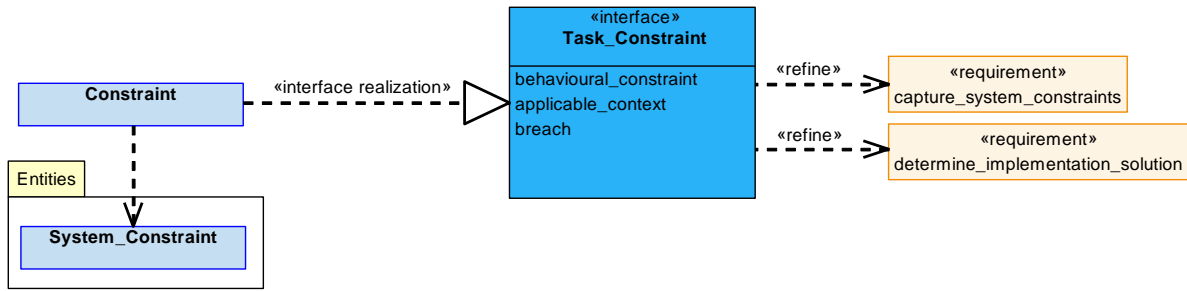 «interface»
Task_Constraint
behavioural_constraint
applicable_context
breach
Constraint
«interface realization»
«refine»
«requirement»
capture_system_constraints
«refine»
«requirement»
determine_implementation_solution
Entities
System_Constraint